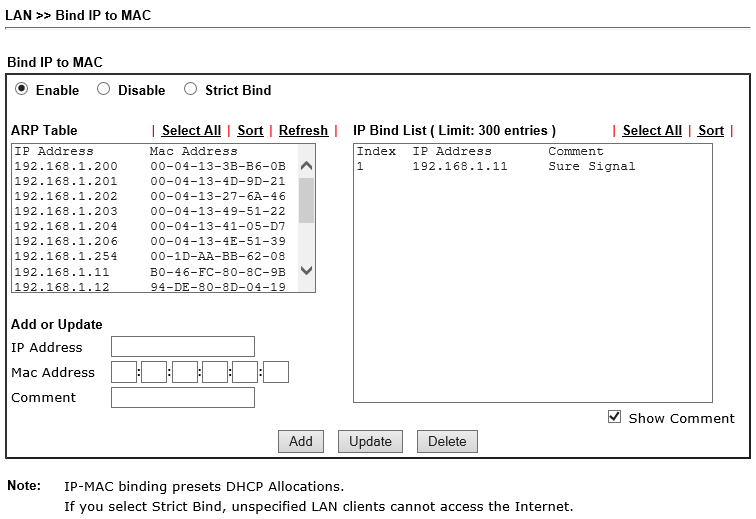 LAN >> Bind IP to MAC
Bind IP to MAC
Enable Disable Strict Bind
ARP Table | Select All | Sort | Refresh |
IP Address Mac Address
192.168.1.200 00-04-13-3B-B6-0B
192.168.1.201 00-04-13-4D-9D-21
192.168.1.202 00-04-13-27-6A-46
192.168.1.203 00-04-13-49-51-22
192.168.1.204 00-04-13-41-05-D7
192.168.1.206 00-04-13-4E-51-39
192.168.1.254 00-1D-AA-BB-62-08
192.168.1.11 B0-46-FC-80-8C-9B
192.168.1.12 94-DE-80-8D-04-19
IP Bind List ( Limit: 300 entries ) | Select All | Sort |
Index IP Address Comment
1 192.168.1.11 Sure Signal
Add or Update
IP Address
Mac Address : : : : :
Comment
Show Comment
Add Update Delete
Note: IP-MAC binding presets DHCP Allocations.
If you select Strict Bind, unspecified LAN clients cannot access the Internet.